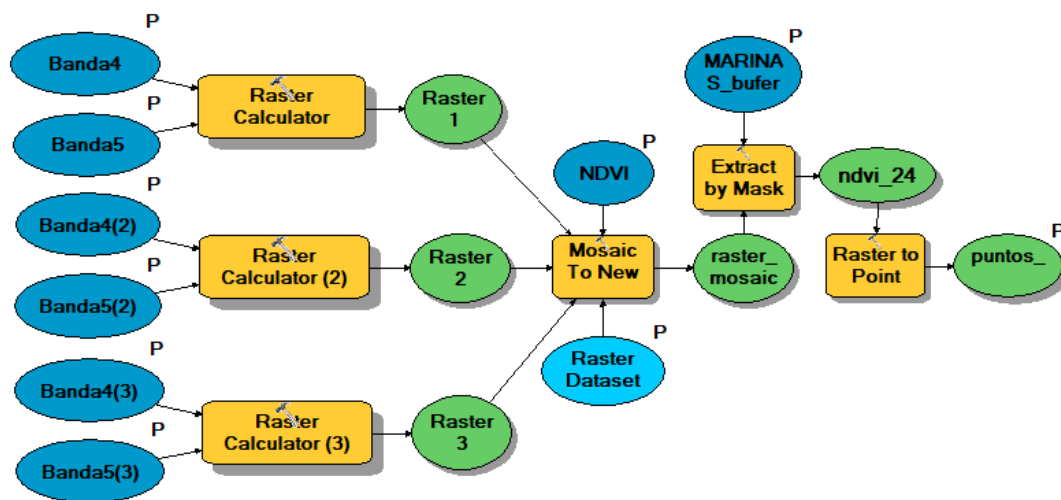 P
Banda4
P
Banda5
Raster
Calculator
Raster
1
P
Banda4(2)
P
Banda5(2)
Raster
Calculator (2)
Raster
2
P
Banda4(3)
P
Banda5(3)
Raster
Calculator (3)
Raster
3
P
NDVI
Mosaic
To New
P
Raster
Dataset
raster_
mosaic
P
MARINA
S_bufer
Extract
by Mask
ndvi_24
Raster to
Point
P
puntos_